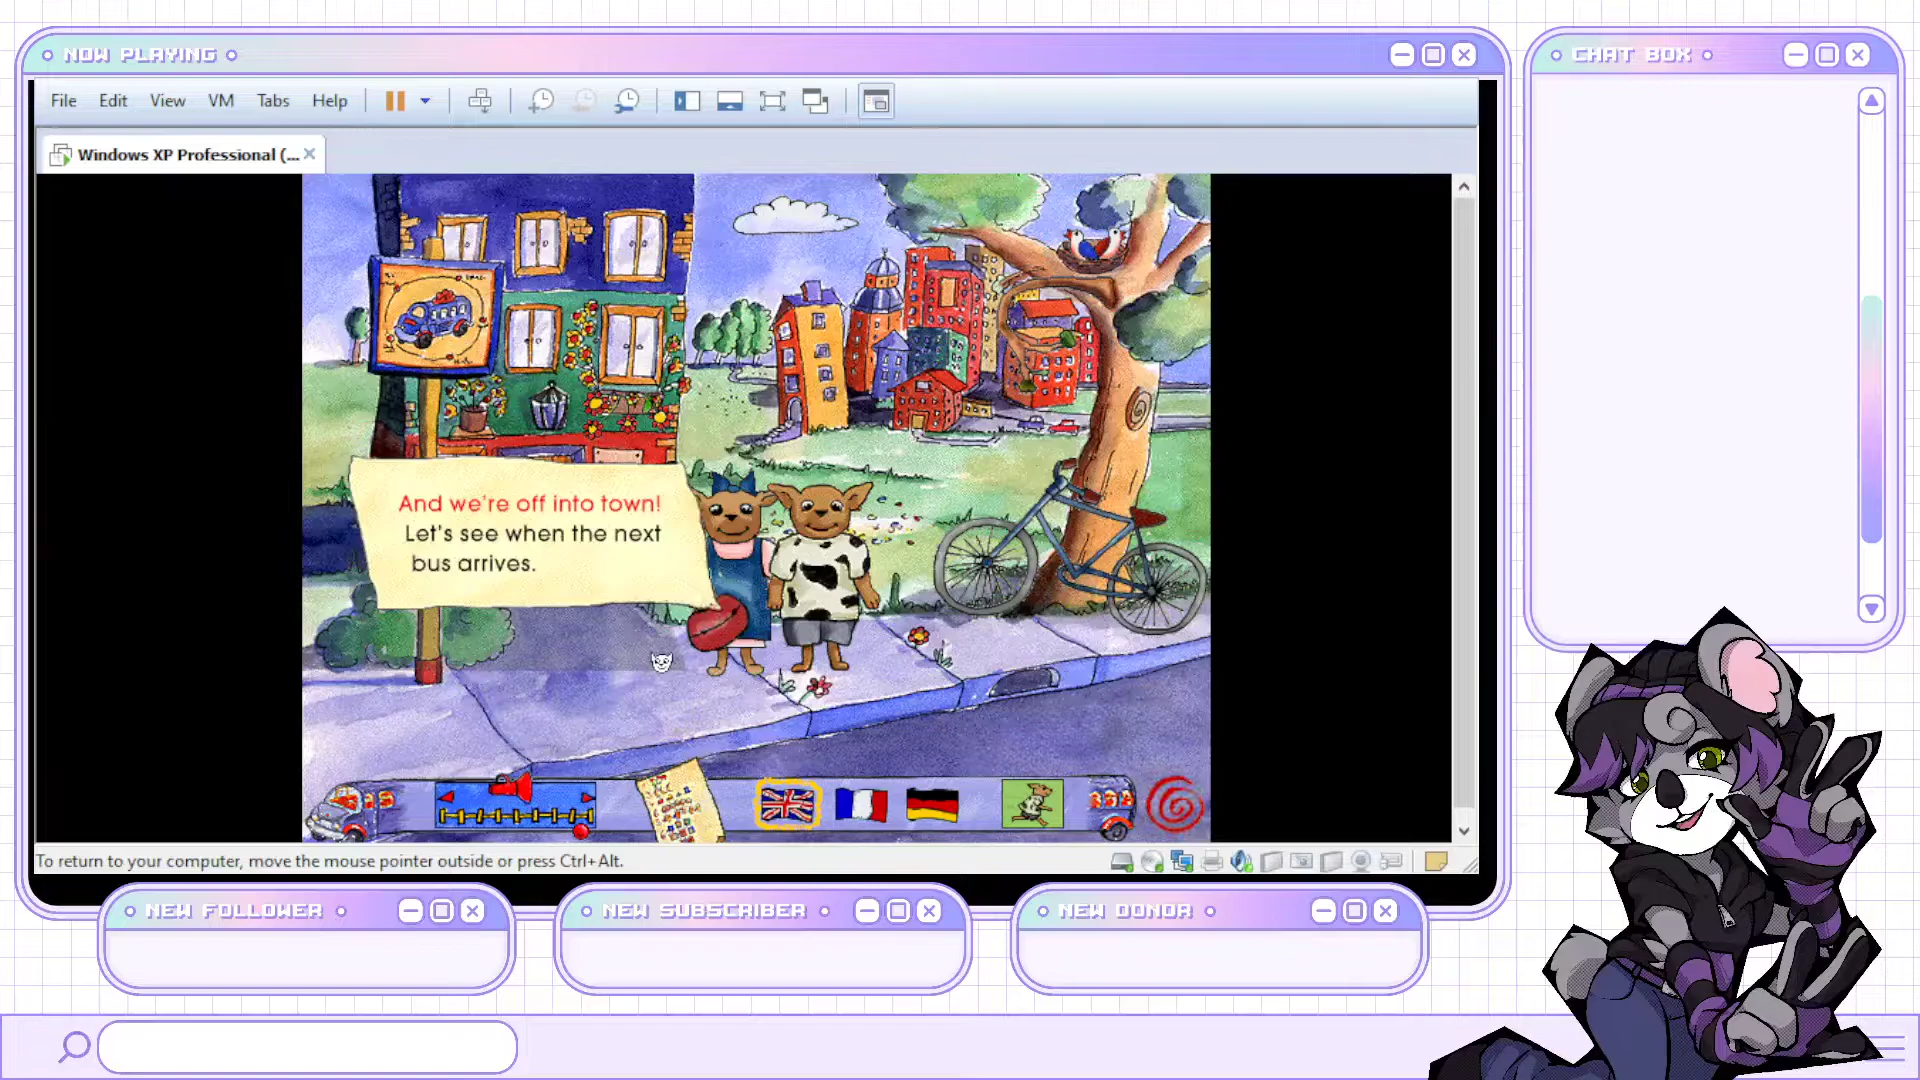 NOW PLAYING
CHAT BOX
File Edit View VM Tabs Help
Windows XP Professional (...
And we're off into town!
Let's see when the next
bus arrives.
To return to your computer, move the mouse pointer outside or press Ctrl+Alt.
NEW FOLLOWER
NEW SUBSCRIBER
NEW DONOR